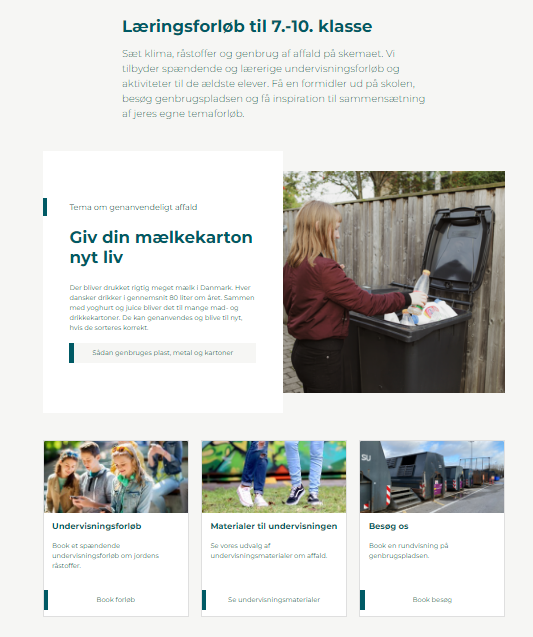 Læringsforløb til 7.-10. klasse
Sæt klima, råstoffer og genbrug af affald på skemaet. Vi
tilbyder spændende og lærerige undervisningsforløb og
aktiviteter til de ældste elever. Få en formidler ud på skolen,
besøg genbrugspladsen og få inspiration til sammensætning
af jeres egne temaforløb.
Tema om genanvendeligt affald
Giv din mælkekarton
nyt liv
Der bliver drukket rigtig meget mælk i Danmark. Hver
dansker drikker i gennemsnit 80 liter om året. Sammen
med yoghurt og juice bliver det til mange mad- og
drikkekartoner. De kan genanvendes og blive til nyt,
hvis de sorteres korrekt.
Sådan genbruges plast, metal og kartoner
SU
Undervisningsforløb
Book et spændende
undervisningsforløb om jordens
råstoffer.
Book forløb
Materialer til undervisningen
Se vores udvalg af
undervisningsmaterialer om affald.
Se undervisningsmaterialer
Besøg os
Book en rundvisning på
genbrugspladsen.
Book besøg